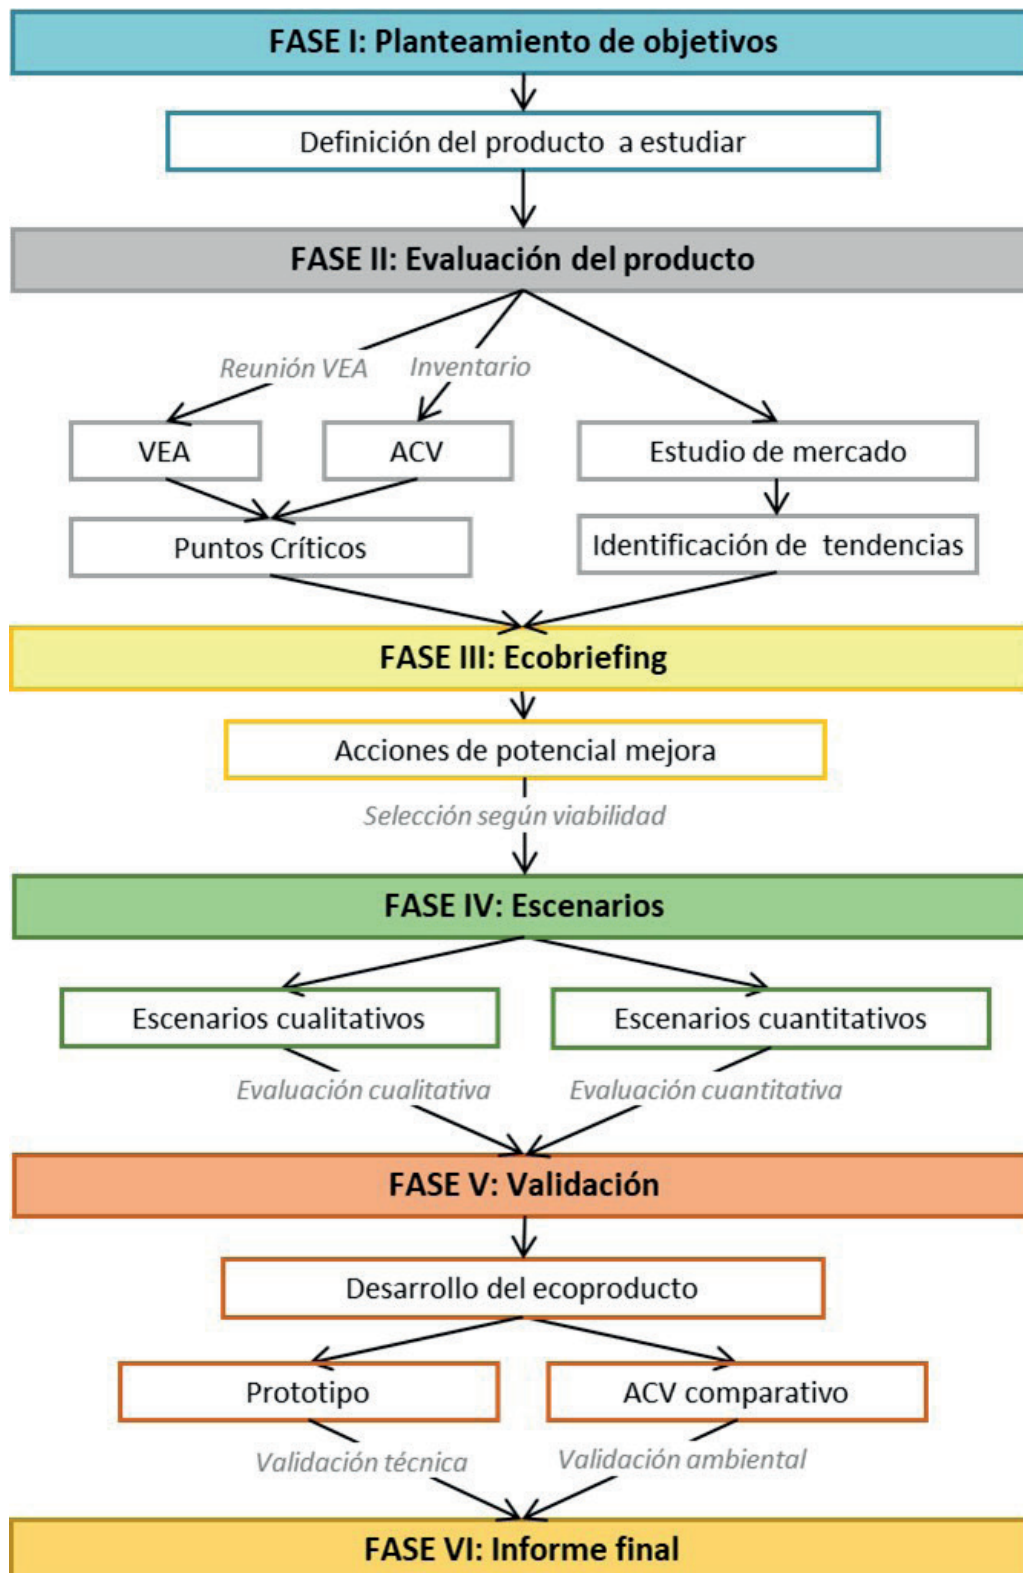 FASE I: Planteamiento de objetivos
Definición del producto a estudiar
FASE II: Evaluación del producto
Reunión VEA
Inventario
VEA
ACV
Estudio de mercado
Puntos Críticos
Identificación de tendencias
FASE III: Ecobriefing
Acciones de potencial mejora
Selección según viabilidad
FASE IV: Escenarios
Escenarios cualitativos
Escenarios cuantitativos
Evaluación cualitativa
Evaluación cuantitativa
FASE V: Validación
Desarrollo del ecoproducto
Prototipo
ACV comparativo
Validación técnica
Validación ambiental
FASE VI: Informe final